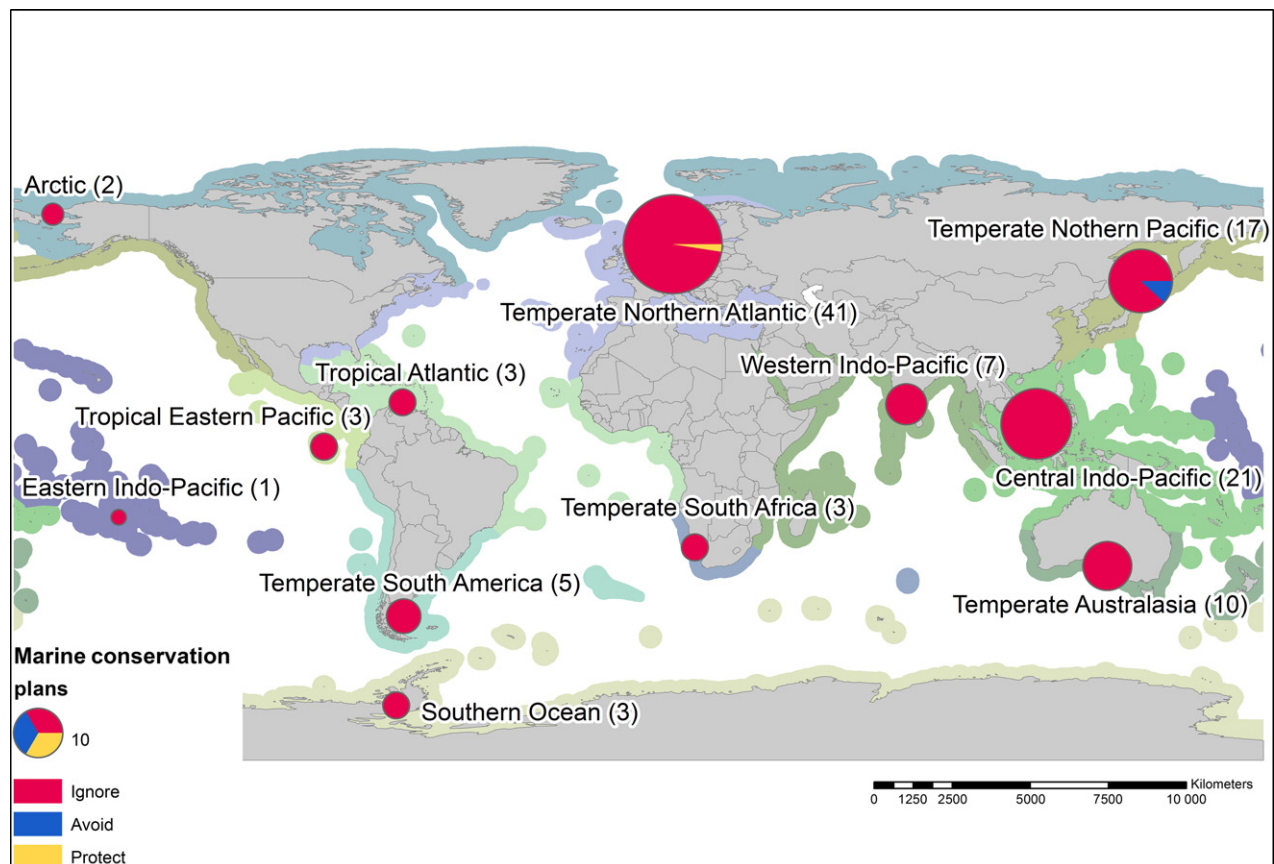 Arctic (2)
Temperate Nothern Pacific (17)
Temperate Northern Atlantic (41)
Western Indo-Pacific (7)
Tropical Atlantic (3)
Tropical Eastern Pacific (3)
Eastern Indo-Pacific (1)
Central Indo-Pacific (21)
Temperate South Africa (3)
Temperate South America (5)
Temperate Australasia (10)
Southern Ocean (3)
Marine conservation
plans
10
Ignore
Avoid
Protect
Kilometers
0 1250 2500 5000 7500 10 000